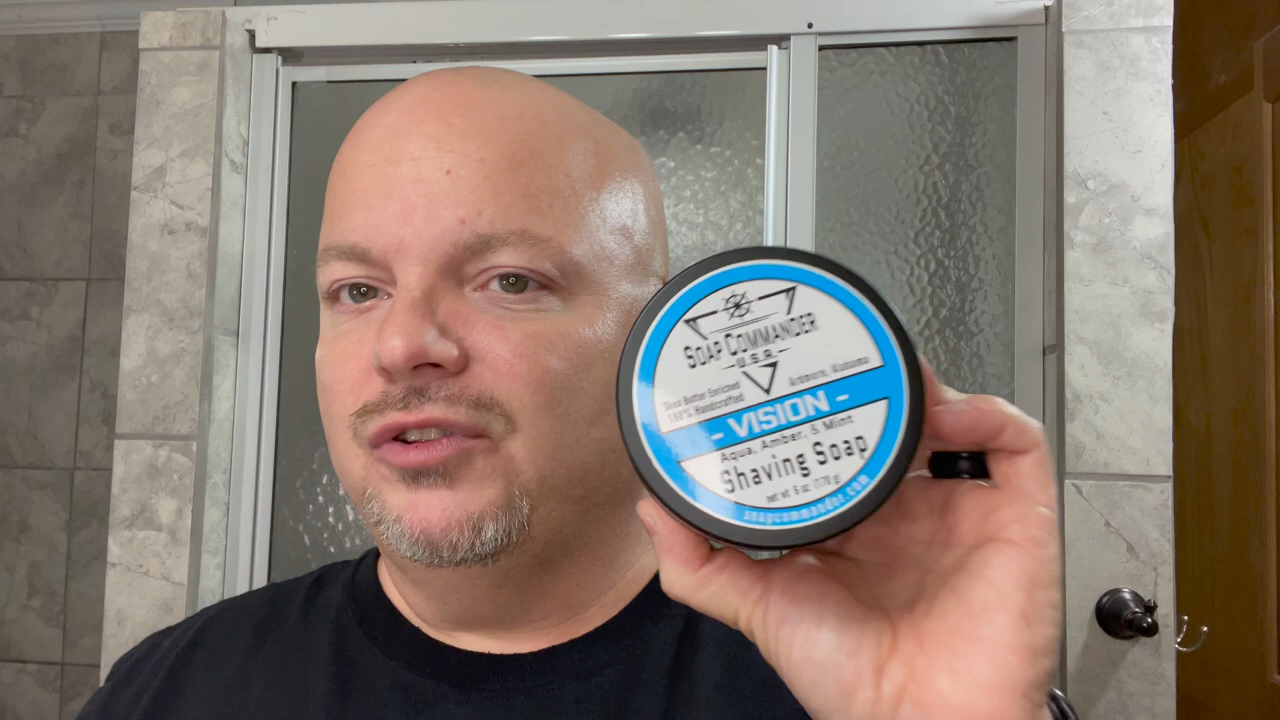 SOAP COMMANDER
U.S.A.
Shea Butter Enriched
100% Handcrafted
Ardmore, Alabama
- VISION -
Aqua, Amber, & Mint
Shaving Soap
net wt 6 oz (170 g)
soapcommander.com